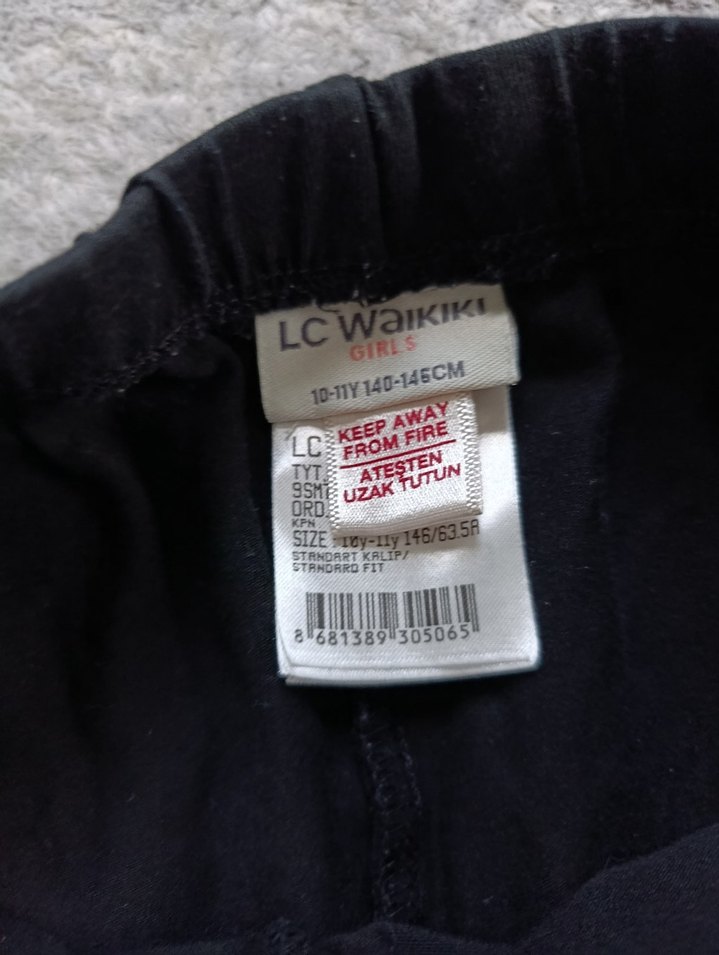 LC Waikiki
GIRLS
10-11Y 140-146CM
KEEP AWAY
FROM FIRE
ATEŞTEN
UZAK TUTUN
LC
TYT
9SM
ORD
KPN
SIZE : 10y-11y 146/63.5A
STANDART KALIP/
STANDARD FIT
8 681389 305065